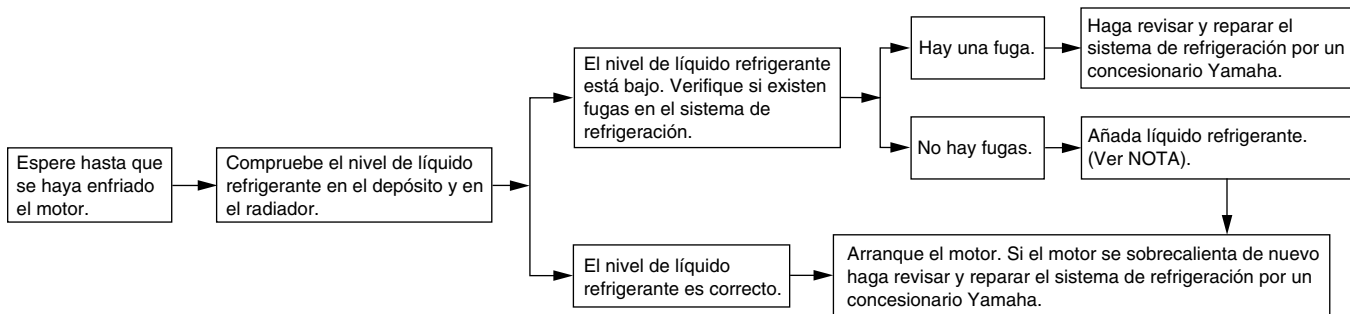 Espere hasta que
se haya enfriado
el motor.
Compruebe el nivel de líquido
refrigerante en el depósito y en
el radiador.
El nivel de líquido refrigerante
está bajo. Verifique si existen
fugas en el sistema de
refrigeración.
Hay una fuga.
Haga revisar y reparar el
sistema de refrigeración por un
concesionario Yamaha.
No hay fugas.
Añada líquido refrigerante.
(Ver NOTA).
El nivel de líquido
refrigerante es correcto.
Arranque el motor. Si el motor se sobrecalienta de nuevo
haga revisar y reparar el sistema de refrigeración por un
concesionario Yamaha.